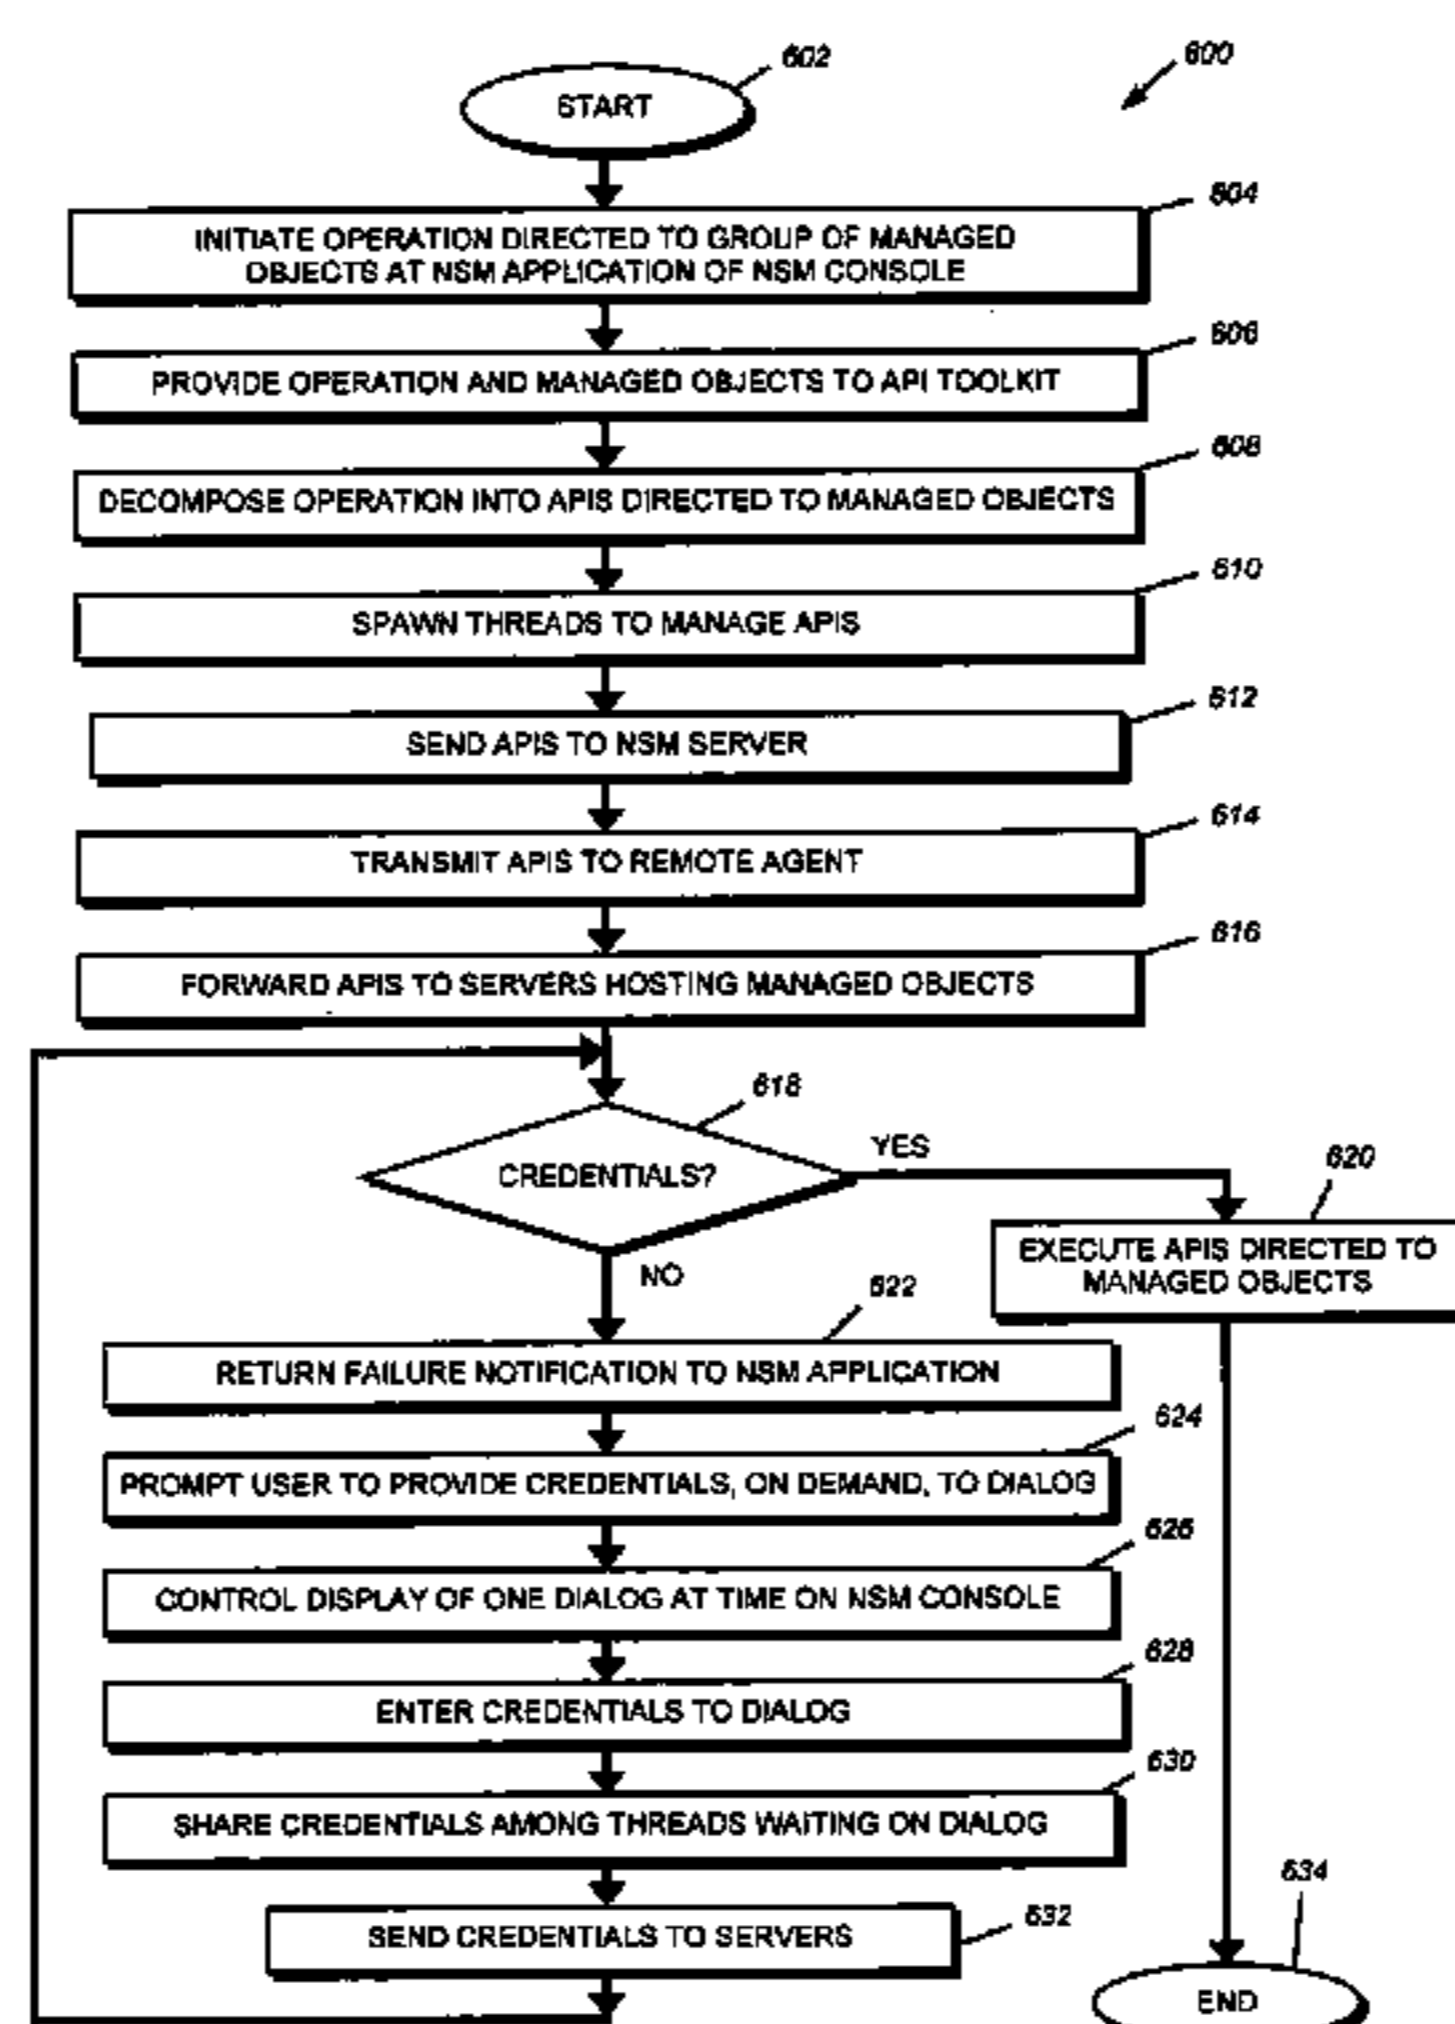 602
600
START
604
INITIATE OPERATION DIRECTED TO GROUP OF MANAGED
OBJECTS AT NSM APPLICATION OF NSM CONSOLE
606
PROVIDE OPERATION AND MANAGED OBJECTS TO API TOOLKIT
608
DECOMPOSE OPERATION INTO APIS DIRECTED TO MANAGED OBJECTS
610
SPAWN THREADS TO MANAGE APIS
612
SEND APIS TO NSM SERVER
614
TRANSMIT APIS TO REMOTE AGENT
616
FORWARD APIS TO SERVERS HOSTING MANAGED OBJECTS
618
CREDENTIALS?
YES
620
EXECUTE APIS DIRECTED TO
MANAGED OBJECTS
NO
622
RETURN FAILURE NOTIFICATION TO NSM APPLICATION
624
PROMPT USER TO PROVIDE CREDENTIALS, ON DEMAND, TO DIALOG
626
CONTROL DISPLAY OF ONE DIALOG AT TIME ON NSM CONSOLE
628
ENTER CREDENTIALS TO DIALOG
630
SHARE CREDENTIALS AMONG THREADS WAITING ON DIALOG
632
SEND CREDENTIALS TO SERVERS
634
END